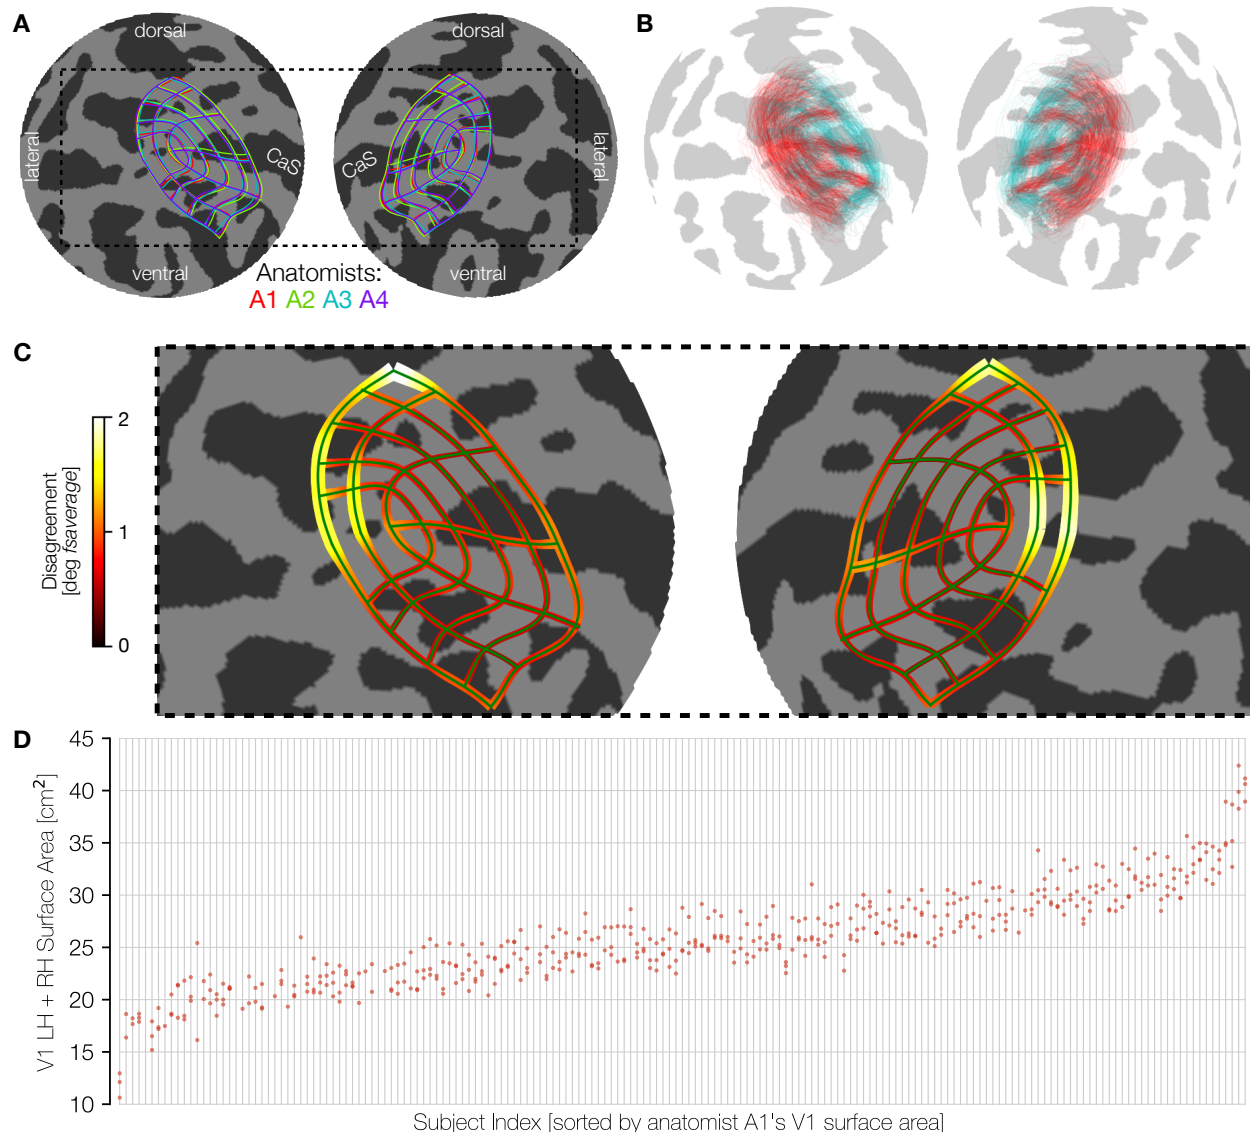 A
dorsal
dorsal
lateral
CaS
CaS
lateral
ventral
ventral
Anatomists:
A1 A2 A3 A4
B
C
Disagreement
[deg fsaverage]
2
1
0
D
V1 LH + RH Surface Area [cm²]
45
40
35
30
25
20
15
10
Subject Index [sorted by anatomist A1's V1 surface area]